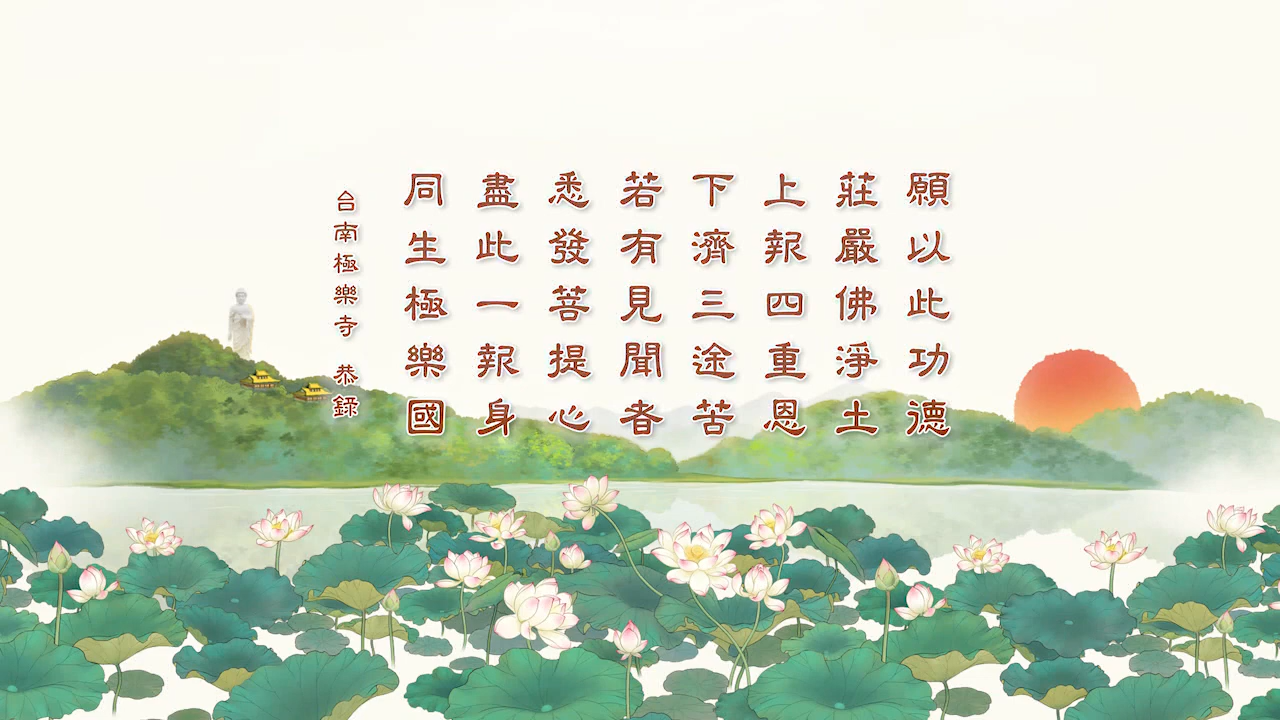 願以此功德
莊嚴佛淨土
上報四重恩
下濟三途苦
若有見聞者
悉發菩提心
盡此一報身
同生極樂國
台南極樂寺 恭錄